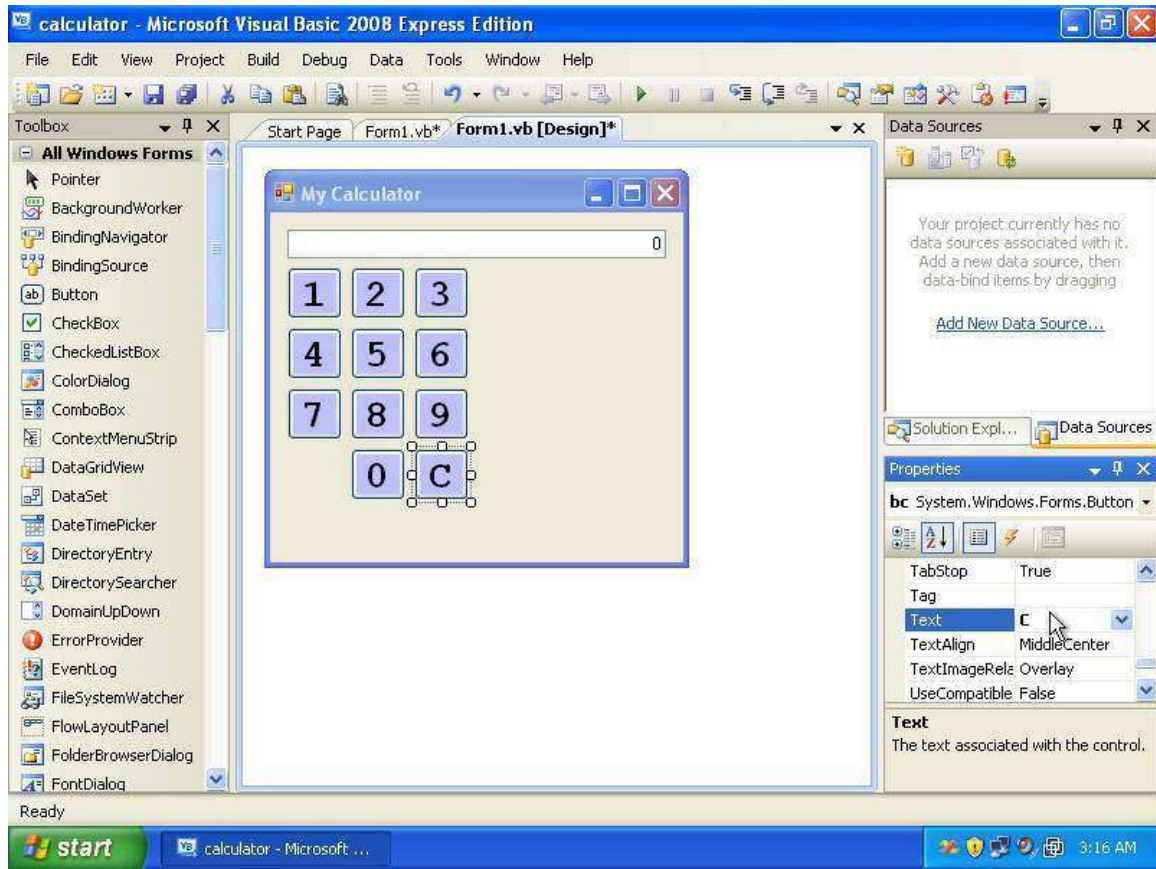 calculator - Microsoft Visual Basic 2008 Express Edition
File Edit View Project Build Debug Data Tools Window Help
Toolbox
Start Page Form1.vb* Form1.vb [Design]*
Data Sources
All Windows Forms
Pointer
BackgroundWorker
BindingNavigator
BindingSource
ab Button
CheckBox
CheckedListBox
ColorDialog
ComboBox
ContextMenuStrip
DataGridView
DataSet
DateTimePicker
DirectoryEntry
DirectorySearcher
DomainUpDown
ErrorProvider
EventLog
FileSystemWatcher
FlowLayoutPanel
FolderBrowserDialog
FontDialog
My Calculator
0
1 2 3
4 5 6
7 8 9
0 C
Your project currently has no
data sources associated with it.
Add a new data source, then
data-bind items by dragging
Add New Data Source...
Solution Expl... Data Sources
Properties
bc System.Windows.Forms.Button
TabStop True
Tag
Text C
TextAlign MiddleCenter
TextImageRela Overlay
UseCompatible False
Text
The text associated with the control.
Ready
start calculator - Microsoft ... 3:16 AM